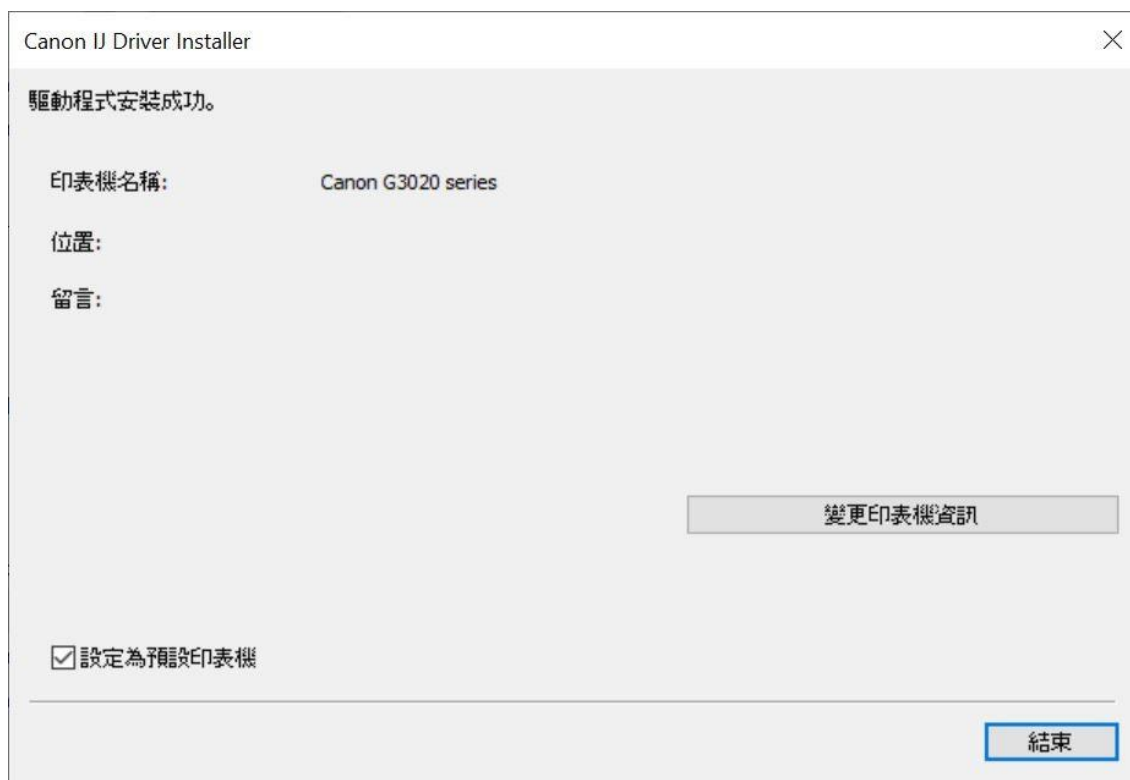 Canon IJ Driver Installer
驅動程式安裝成功。
印表機名稱: Canon G3020 series
位置:
留言:
變更印表機資訊
設定為預設印表機
結束